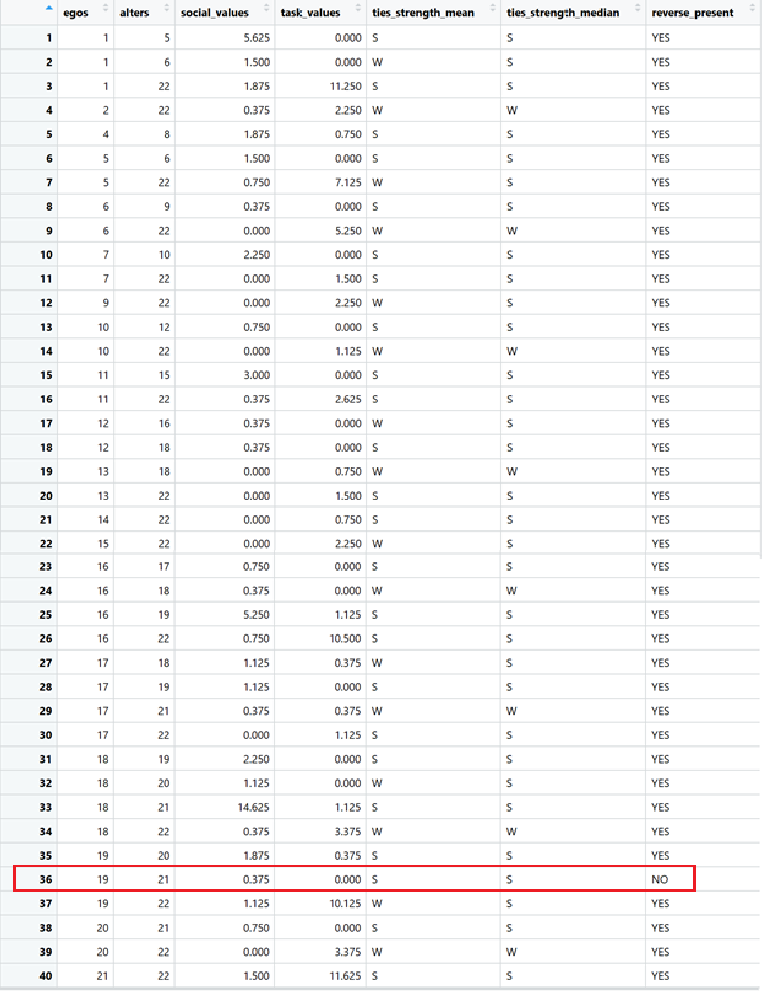 egos alters social_values task_values ties_strength_mean ties_strength_median reverse_present
1 1 5 5.625 0.000 S S YES
2 1 6 1.500 0.000 W S YES
3 1 22 1.875 11.250 S S YES
4 2 22 0.375 2.250 W W YES
5 4 8 1.875 0.750 S S YES
6 5 6 1.500 0.000 S S YES
7 5 22 0.750 7.125 W S YES
8 6 9 0.375 0.000 S S YES
9 6 22 0.000 5.250 W W YES
10 7 10 2.250 0.000 S S YES
11 7 22 0.000 1.500 S S YES
12 9 22 0.000 2.250 W S YES
13 10 12 0.750 0.000 S S YES
14 10 22 0.000 1.125 W W YES
15 11 15 3.000 0.000 S S YES
16 11 22 0.375 2.625 S S YES
17 12 16 0.375 0.000 W S YES
18 12 18 0.375 0.000 S S YES
19 13 18 0.000 0.750 W W YES
20 13 22 0.000 1.500 S S YES
21 14 22 0.000 0.750 S S YES
22 15 22 0.000 2.250 W S YES
23 16 17 0.750 0.000 S S YES
24 16 18 0.375 0.000 W W YES
25 16 19 5.250 1.125 S S YES
26 16 22 0.750 10.500 S S YES
27 17 18 1.125 0.375 W S YES
28 17 19 1.125 0.000 S S YES
29 17 21 0.375 0.375 W W YES
30 17 22 0.000 1.125 S S YES
31 18 19 2.250 0.000 S S YES
32 18 20 1.125 0.000 W S YES
33 18 21 14.625 1.125 S S YES
34 18 22 0.375 3.375 W W YES
35 19 20 1.875 0.375 S S YES
36 19 21 0.375 0.000 S S NO
37 19 22 1.125 10.125 W S YES
38 20 21 0.750 0.000 S S YES
39 20 22 0.000 3.375 W W YES
40 21 22 1.500 11.625 S S YES